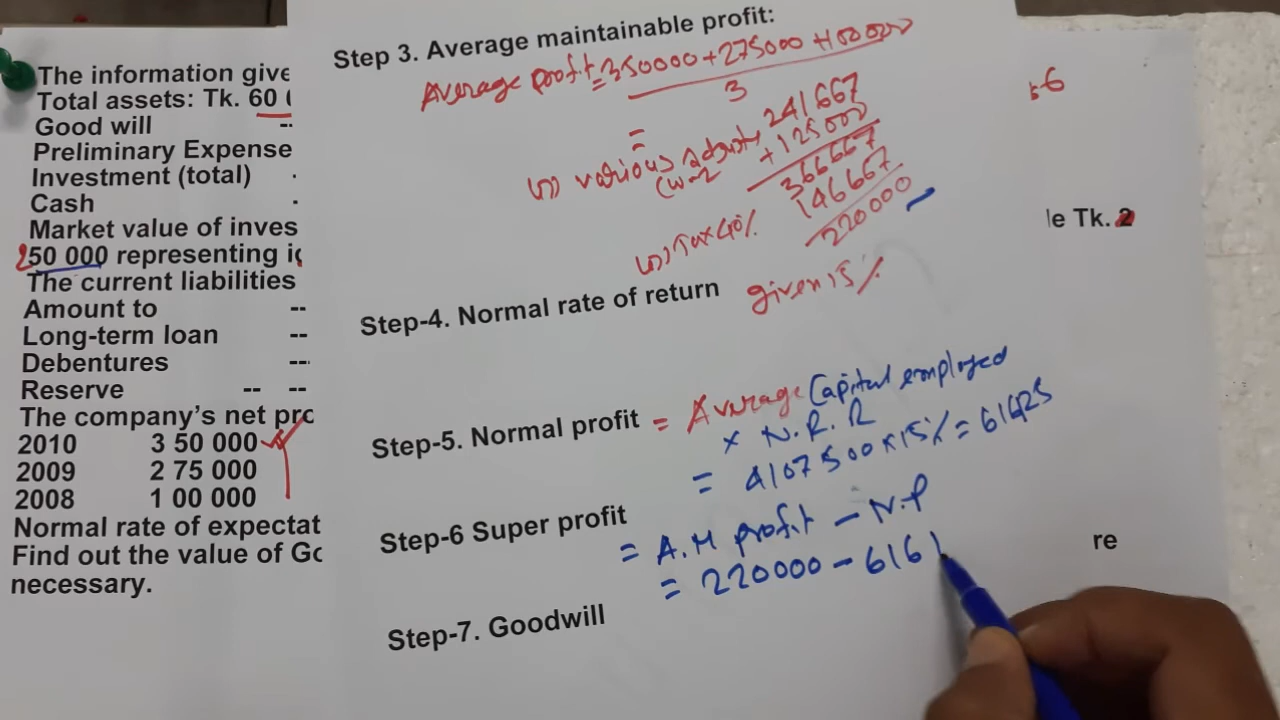 The information give
Total assets: Tk. 60
Good will --
Preliminary Expense
Investment (total)
Cash
Market value of inves
250 000 representing
The current liabilities
Amount to --
Long-term loan --
Debentures --
Reserve -- --
The company's net pro
2010 3 50 000
2009 2 75 000
2008 1 00 000
Normal rate of expectat
Find out the value of Go
necessary.
Step 3. Average maintainable profit:
Average profit = 350000 + 275000 + 100000
3
= 241667
various adjusty + 125000
(W-2
366667
Tax 40% 146667
220000
Step-4. Normal rate of return given 15%
Step-5. Normal profit = Average Capital employed
× N.R.R
= 4107500 × 15% =
Step-6 Super profit
= A.M profit - N.P
= 220000 - 6161
Step-7. Goodwill
:6
le Tk. 2
re